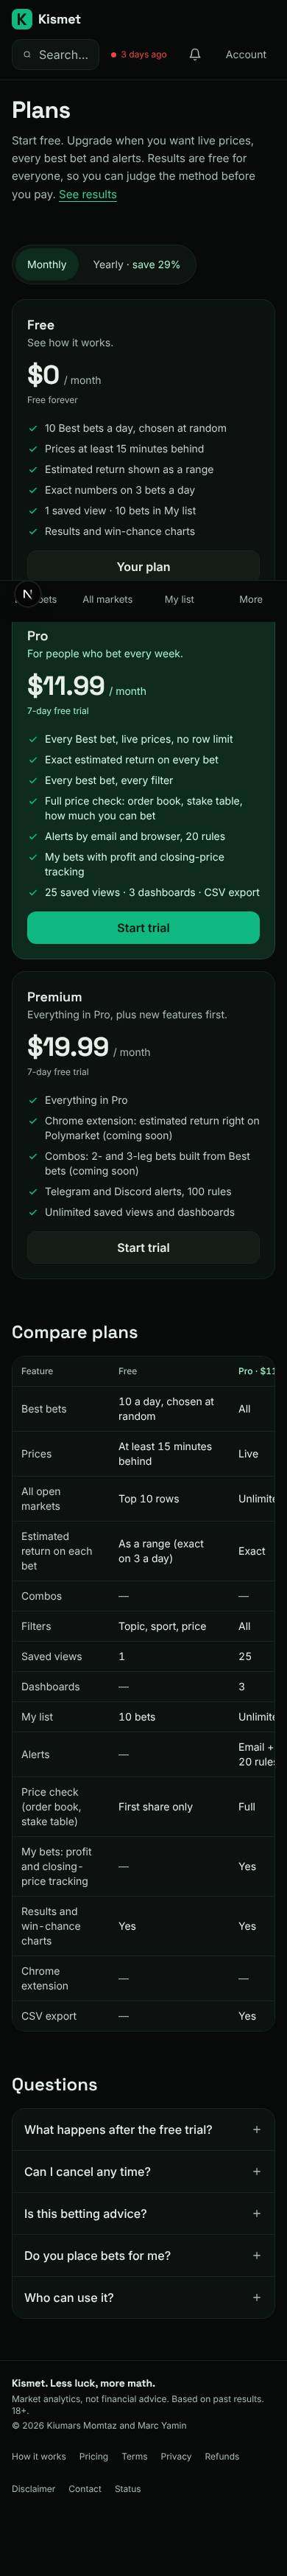 K Kismet
Search... 3 days ago Account
Plans
Start free. Upgrade when you want live prices,
every best bet and alerts. Results are free for
everyone, so you can judge the method before
you pay. See results
Monthly Yearly · save 29%
Free
See how it works.
$0 / month
Free forever
10 Best bets a day, chosen at random
Prices at least 15 minutes behind
Estimated return shown as a range
Exact numbers on 3 bets a day
1 saved view · 10 bets in My list
Results and win-chance charts
Your plan
N bets All markets My list More
Pro
For people who bet every week.
$11.99 / month
7-day free trial
Every Best bet, live prices, no row limit
Exact estimated return on every bet
Every best bet, every filter
Full price check: order book, stake table,
how much you can bet
Alerts by email and browser, 20 rules
My bets with profit and closing-price
tracking
25 saved views · 3 dashboards · CSV export
Start trial
Premium
Everything in Pro, plus new features first.
$19.99 / month
7-day free trial
Everything in Pro
Chrome extension: estimated return right on
Polymarket (coming soon)
Combos: 2- and 3-leg bets built from Best
bets (coming soon)
Telegram and Discord alerts, 100 rules
Unlimited saved views and dashboards
Start trial
Compare plans
Feature Free Pro · $11
Best bets 10 a day, chosen at
random All
Prices At least 15 minutes
behind Live
All open
markets Top 10 rows Unlimite
Estimated
return on each
bet As a range (exact
on 3 a day) Exact
Combos — —
Filters Topic, sport, price All
Saved views 1 25
Dashboards — 3
My list 10 bets Unlimite
Alerts — Email +
20 rules
Price check
(order book,
stake table) First share only Full
My bets: profit
and closing-
price tracking — Yes
Results and
win-chance
charts Yes Yes
Chrome
extension — —
CSV export — Yes
Questions
What happens after the free trial? +
Can I cancel any time? +
Is this betting advice? +
Do you place bets for me? +
Who can use it? +
Kismet. Less luck, more math.
Market analytics, not financial advice. Based on past results.
18+.
© 2026 Kiumars Momtaz and Marc Yamin
How it works Pricing Terms Privacy Refunds
Disclaimer Contact Status